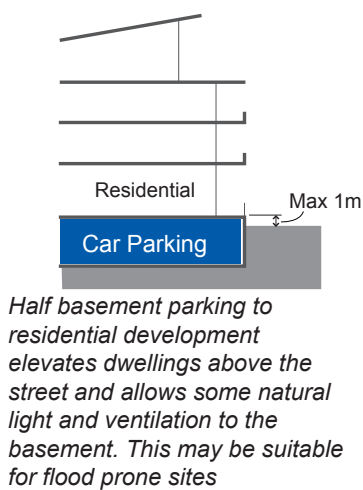 Residential
Max 1m
Car Parking
Half basement parking to
residential development
elevates dwellings above the
street and allows some natural
light and ventilation to the
basement. This may be suitable
for flood prone sites